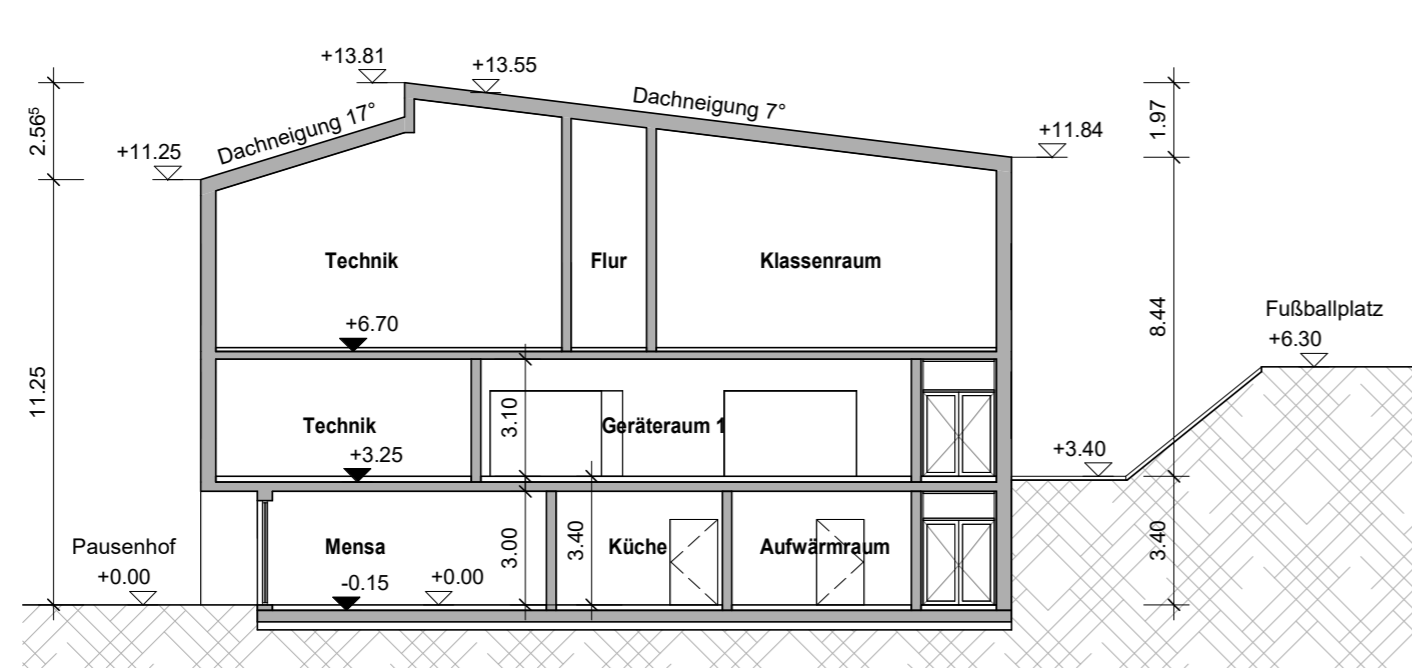 +13.81
+13.55
Dachneigung 7°
Dachneigung 17°
2.56⁵
+11.25
+11.84
1.97
Technik
Flur
Klassenraum
+6.70
8.44
Fußballplatz
+6.30
11.25
Technik
3.10
Geräteraum 1
+3.25
+3.40
Pausenhof
+0.00
Mensa
3.00
3.40
Küche
Aufwärmraum
3.40
-0.15
+0.00